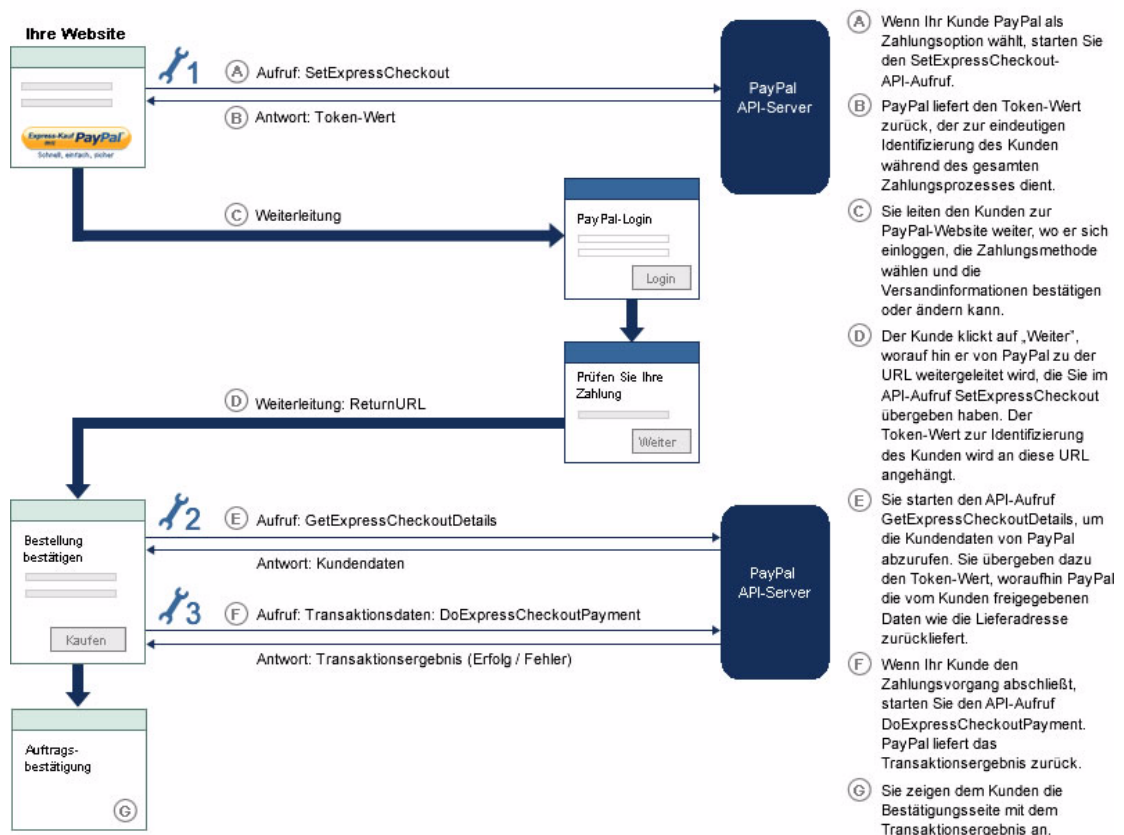 Ihre Website
Express-Kauf
mit
PayPal
Schnell, einfach, sicher
1
A Aufruf: SetExpressCheckout
B Antwort: Token-Wert
PayPal
API-Server
C Weiterleitung
PayPal-Login
Login
Prüfen Sie Ihre
Zahlung
Weiter
D Weiterleitung: ReturnURL
Bestellung
bestätigen
Kaufen
2
E Aufruf: GetExpressCheckoutDetails
Antwort: Kundendaten
3
F Aufruf: Transaktionsdaten: DoExpressCheckoutPayment
Antwort: Transaktionsergebnis (Erfolg / Fehler)
PayPal
API-Server
Auftrags-
bestätigung
G
A Wenn Ihr Kunde PayPal als
Zahlungsoption wählt, starten Sie
den SetExpressCheckout-
API-Aufruf.
B PayPal liefert den Token-Wert
zurück, der zur eindeutigen
Identifizierung des Kunden
während des gesamten
Zahlungsprozesses dient.
C Sie leiten den Kunden zur
PayPal-Website weiter, wo er sich
einloggen, die Zahlungsmethode
wählen und die
Versandinformationen bestätigen
oder ändern kann.
D Der Kunde klickt auf „Weiter”,
worauf hin er von PayPal zu der
URL weitergeleitet wird, die Sie im
API-Aufruf SetExpressCheckout
übergeben haben. Der
Token-Wert zur Identifizierung
des Kunden wird an diese URL
angehängt.
E Sie starten den API-Aufruf
GetExpressCheckoutDetails, um
die Kundendaten von PayPal
abzurufen. Sie übergeben dazu
den Token-Wert, woraufhin PayPal
die vom Kunden freigegebenen
Daten wie die Lieferadresse
zurückliefert.
F Wenn Ihr Kunde den
Zahlungsvorgang abschließt,
starten Sie den API-Aufruf
DoExpressCheckoutPayment.
PayPal liefert das
Transaktionsergebnis zurück.
G Sie zeigen dem Kunden die
Bestätigungsseite mit dem
Transaktionsergebnis an.